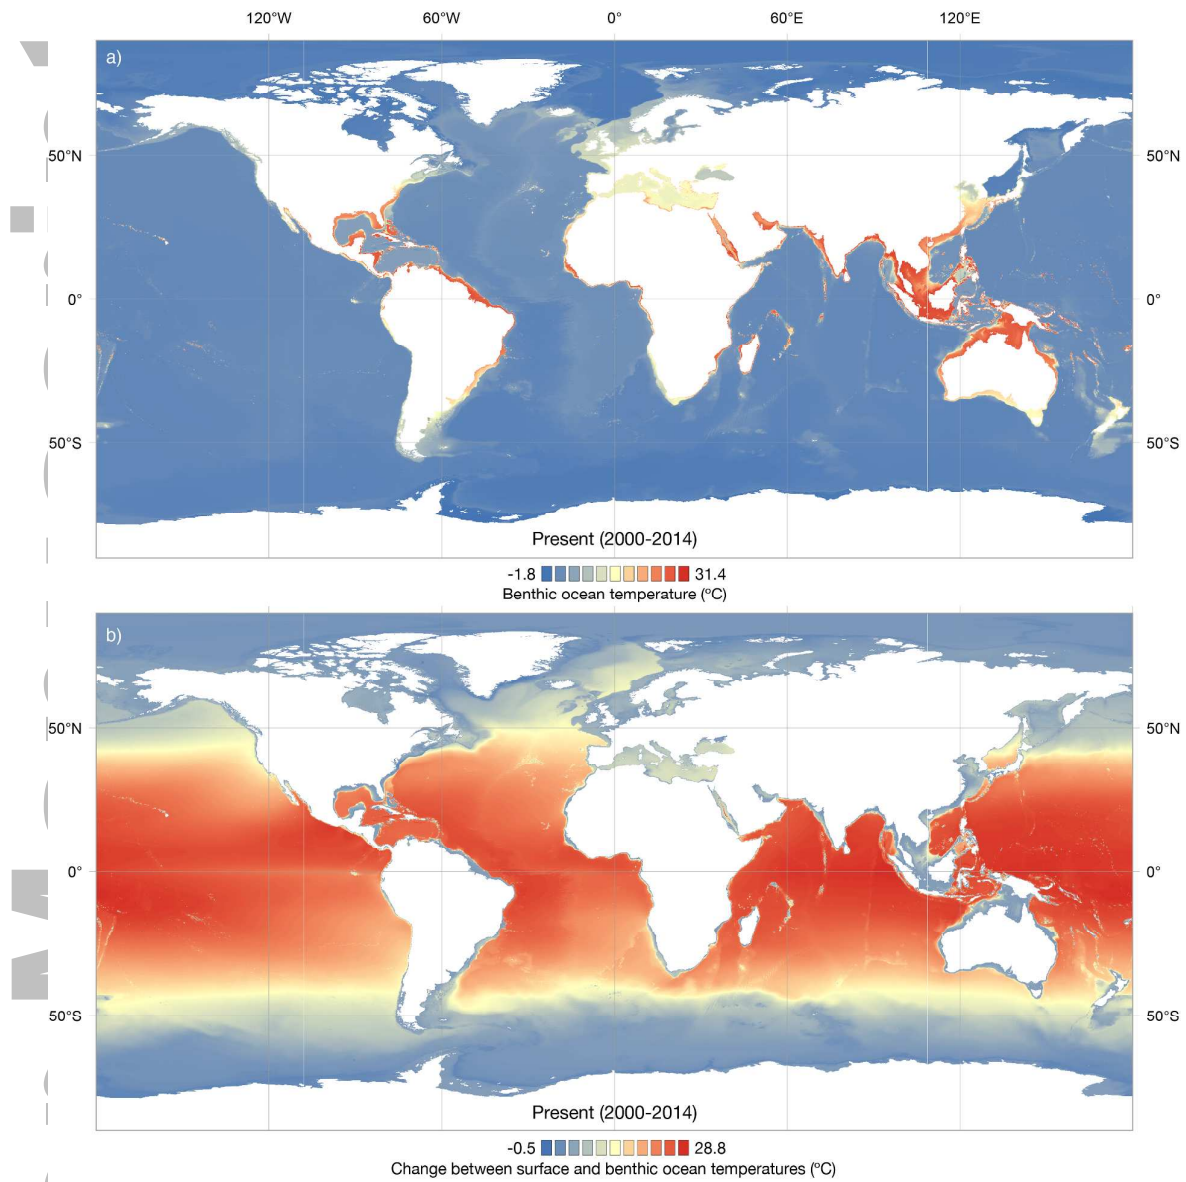 120°W 60°W 0° 60°E 120°E
a)
50°N 50°N
0° 0°
50°S 50°S
Present (2000-2014)
-1.8 31.4
Benthic ocean temperature (ºC)
b)
50°N 50°N
0° 0°
50°S 50°S
Present (2000-2014)
-0.5 28.8
Change between surface and benthic ocean temperatures (ºC)